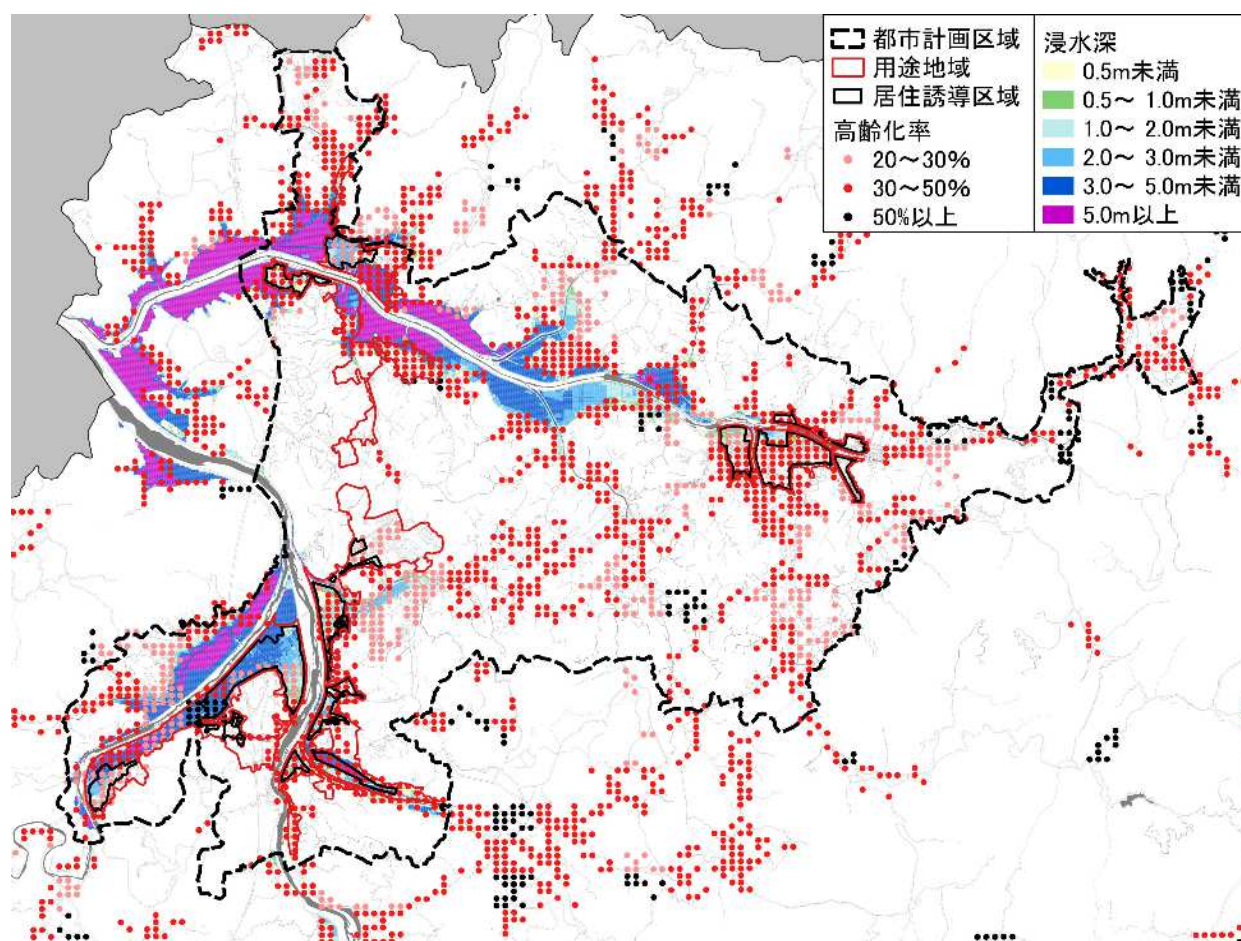 都市計画区域
用途地域
居住誘導区域
高齢化率
20～30%
30～50%
50%以上
浸水深
0.5m未満
0.5～ 1.0m未満
1.0～ 2.0m未満
2.0～ 3.0m未満
3.0～ 5.0m未満
5.0m以上